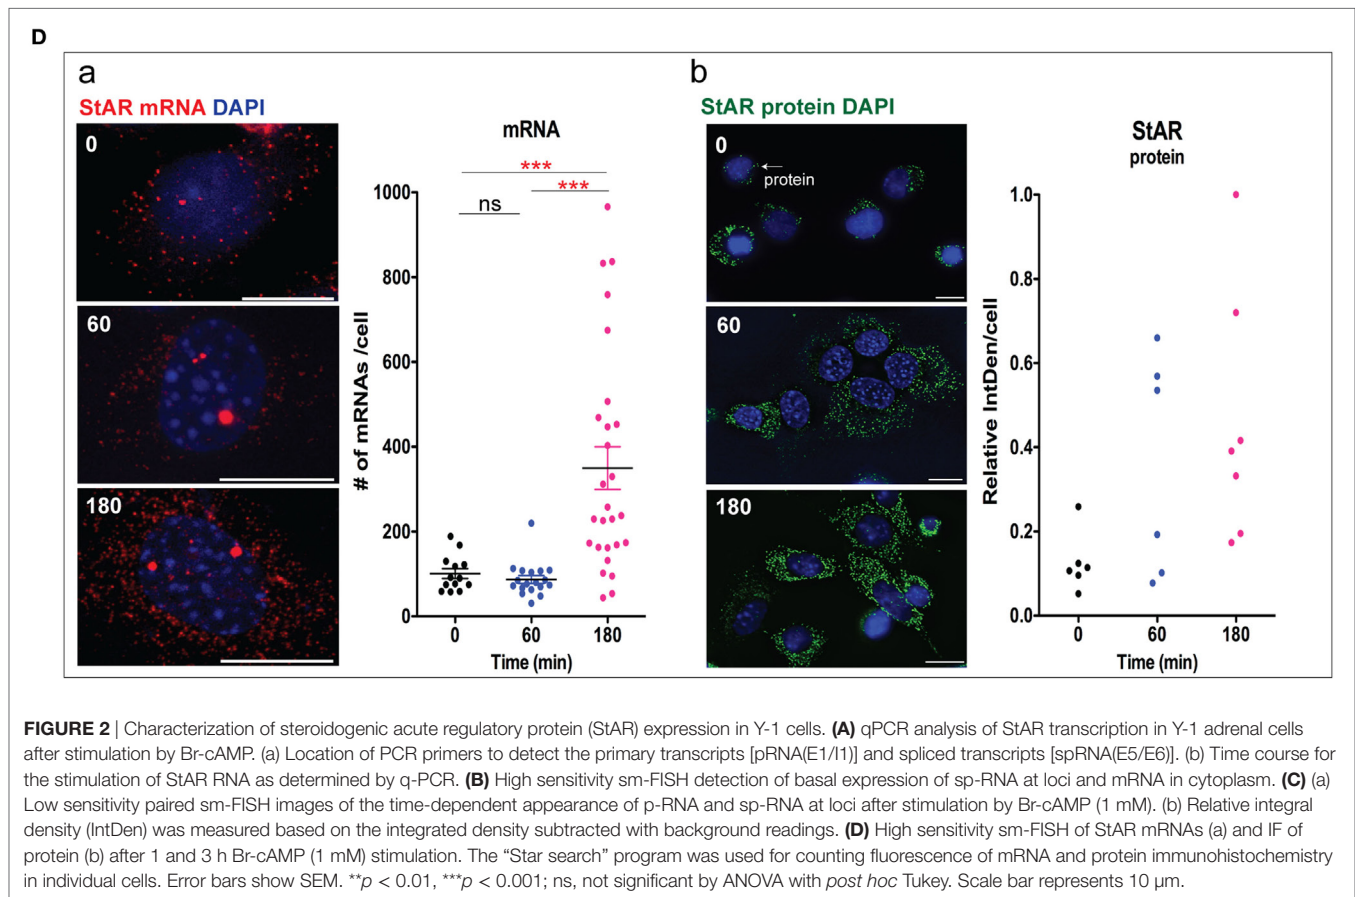 D
a
StAR mRNA DAPI
0
60
180
mRNA
***
***
ns
# of mRNAs /cell
1000
800
600
400
200
0
0 60 180
Time (min)
b
StAR protein DAPI
0
protein
60
180
StAR
protein
Relative IntDen/cell
1.0
0.8
0.6
0.4
0.2
0.0
0 60 180
Time (min)
FIGURE 2 | Characterization of steroidogenic acute regulatory protein (StAR) expression in Y-1 cells. (A) qPCR analysis of StAR transcription in Y-1 adrenal cells
after stimulation by Br-cAMP. (a) Location of PCR primers to detect the primary transcripts [pRNA(E1/I1)] and spliced transcripts [spRNA(E5/E6)]. (b) Time course for
the stimulation of StAR RNA as determined by q-PCR. (B) High sensitivity sm-FISH detection of basal expression of sp-RNA at loci and mRNA in cytoplasm. (C) (a)
Low sensitivity paired sm-FISH images of the time-dependent appearance of p-RNA and sp-RNA at loci after stimulation by Br-cAMP (1 mM). (b) Relative integral
density (IntDen) was measured based on the integrated density subtracted with background readings. (D) High sensitivity sm-FISH of StAR mRNAs (a) and IF of
protein (b) after 1 and 3 h Br-cAMP (1 mM) stimulation. The “Star search” program was used for counting fluorescence of mRNA and protein immunohistochemistry
in individual cells. Error bars show SEM. **p < 0.01, ***p < 0.001; ns, not significant by ANOVA with post hoc Tukey. Scale bar represents 10 μm.